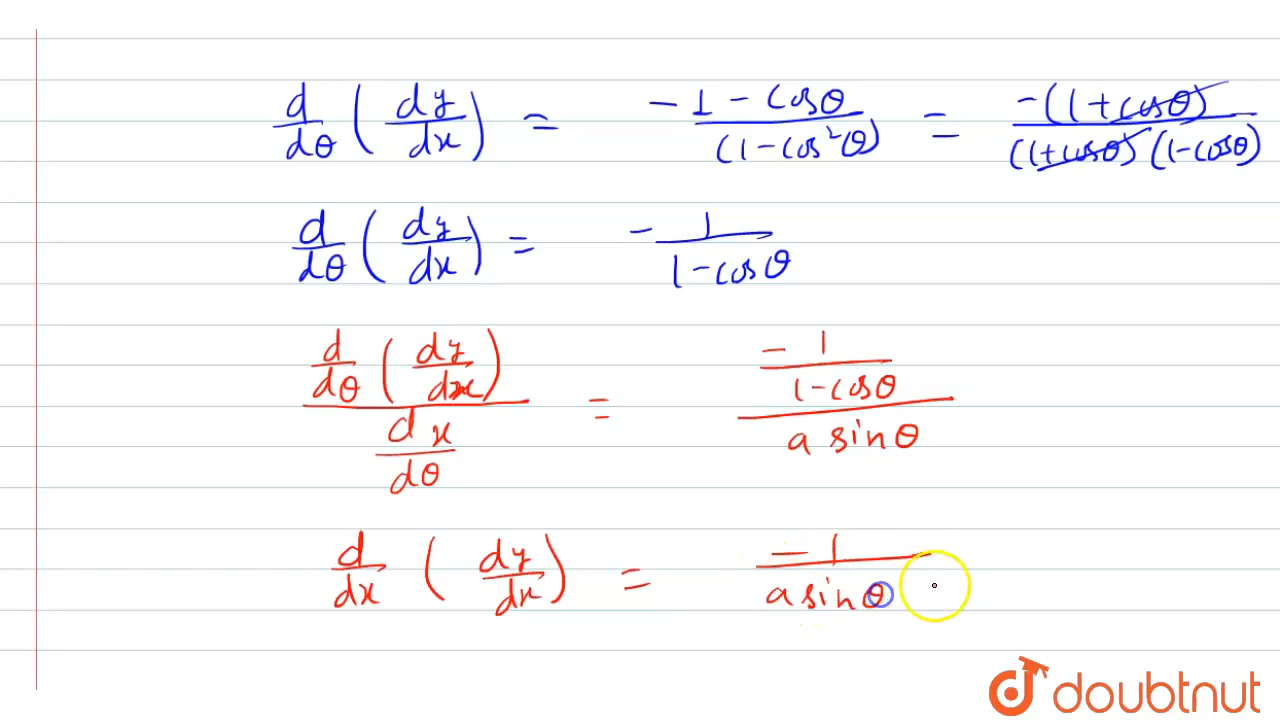 d/dθ (dy/dx) = -1 - cosθ / (1 - cos²θ) = -(1 + cosθ) / (1 + cosθ)(1 - cosθ)
d/dθ (dy/dx) = - 1 / 1 - cosθ
d/dθ (dy/dx) / dx/dθ = - 1 / 1 - cosθ / a sinθ
d/dx (dy/dx) = - 1 / a sinθ
doubtnut